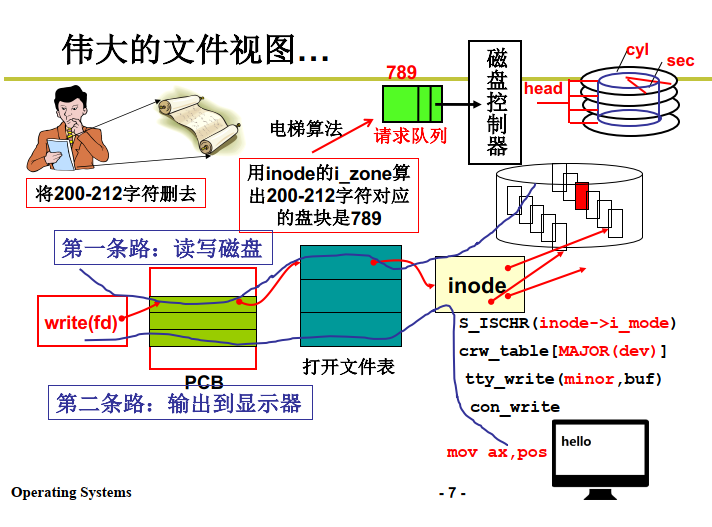 伟大的文件视图…
789
磁
盘
控
制
器
cyl
sec
head
电梯算法
请求队列
将200-212字符删去
用inode的i_zone算
出200-212字符对应
的盘块是789
第一条路：读写磁盘
write(fd)
PCB
打开文件表
inode
S_ISCHR(inode->i_mode)
crw_table[MAJOR(dev)]
tty_write(minor,buf)
con_write
mov ax,pos
hello
第二条路：输出到显示器
Operating Systems
- 7 -